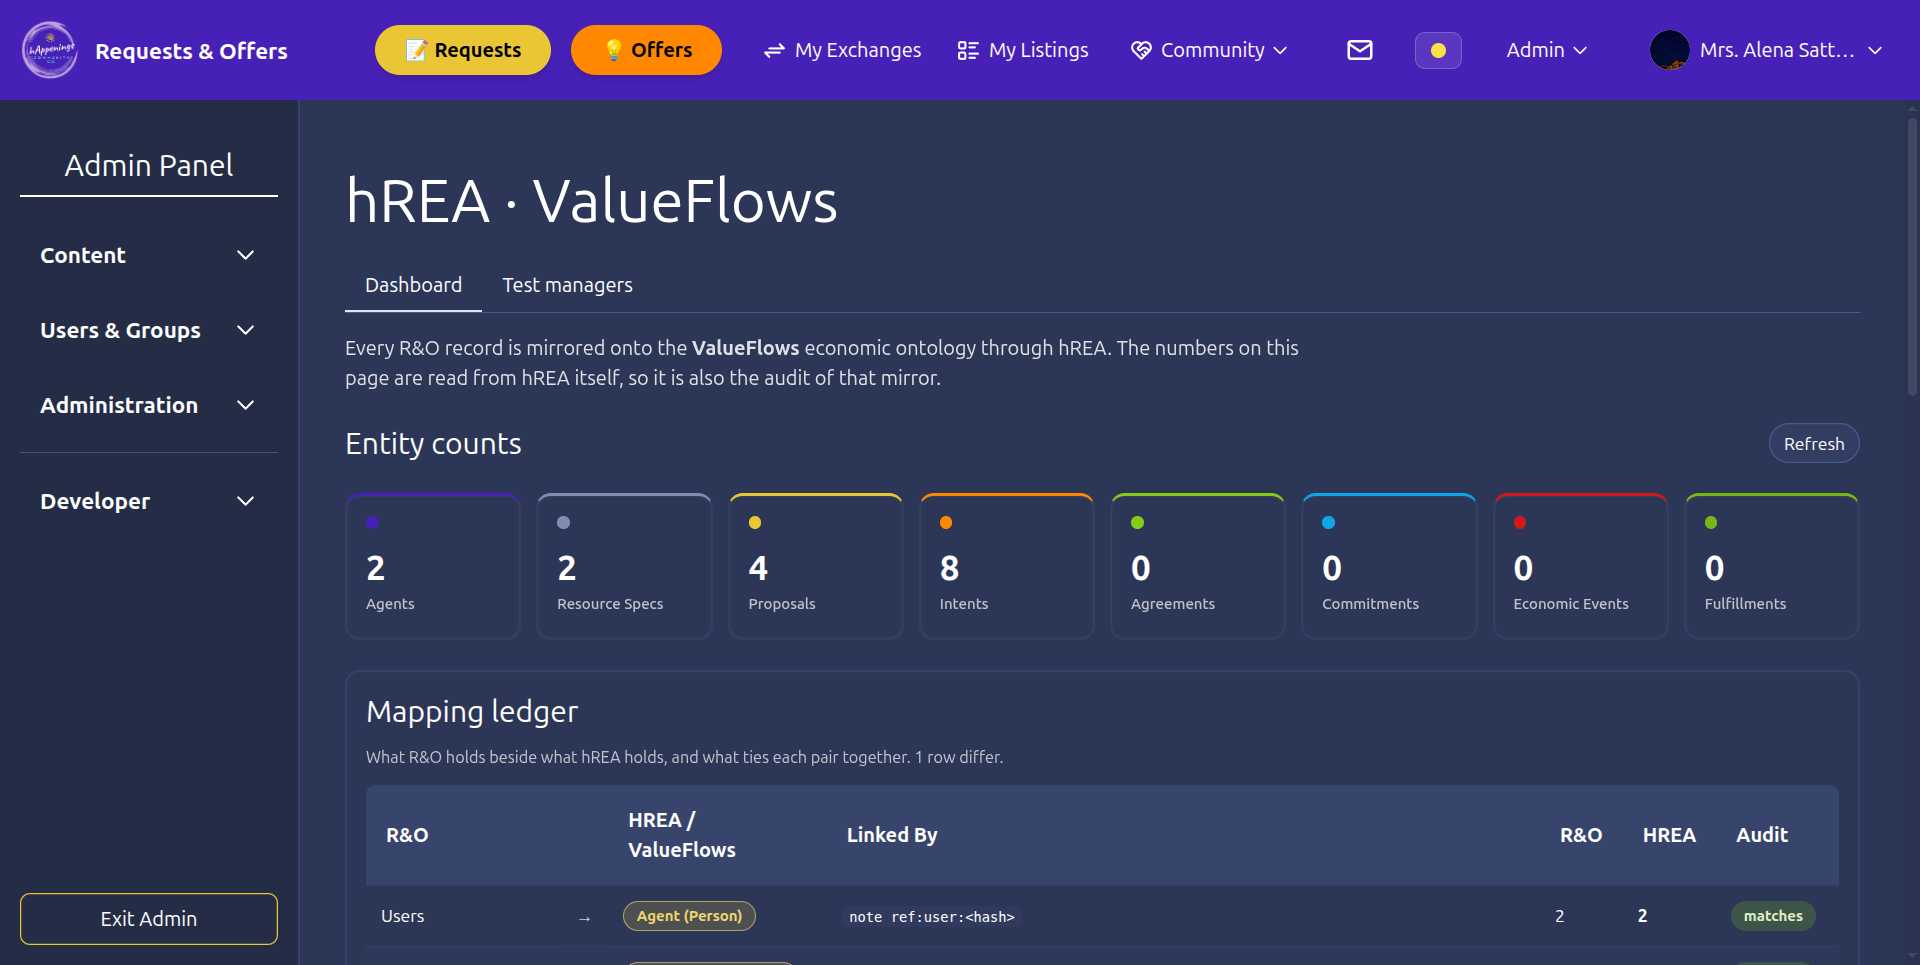 hAppenings
COMMUNITY
Requests & Offers
📝 Requests
💡 Offers
My Exchanges
My Listings
Community
Admin
Mrs. Alena Satt...
Admin Panel
Content
Users & Groups
Administration
Developer
Exit Admin
hREA · ValueFlows
Dashboard
Test managers
Every R&O record is mirrored onto the ValueFlows economic ontology through hREA. The numbers on this
page are read from hREA itself, so it is also the audit of that mirror.
Entity counts
Refresh
2
Agents
2
Resource Specs
4
Proposals
8
Intents
0
Agreements
0
Commitments
0
Economic Events
0
Fulfillments
Mapping ledger
What R&O holds beside what hREA holds, and what ties each pair together. 1 row differ.
R&O
HREA /
ValueFlows
Linked By
R&O
HREA
Audit
Users
→
Agent (Person)
note ref:user:<hash>
2
2
matches